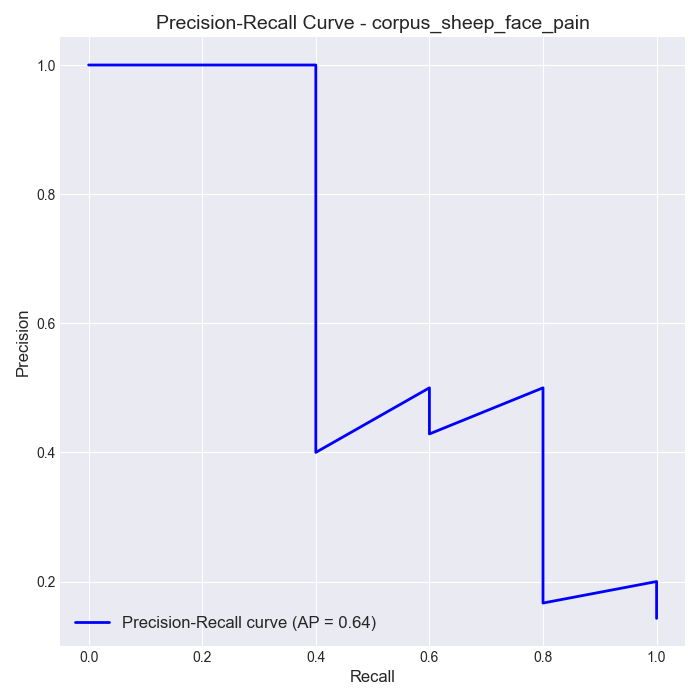 Precision-Recall Curve - corpus_sheep_face_pain
1.0
0.8
0.6
0.4
0.2
Precision
Precision-Recall curve (AP = 0.64)
0.0 0.2 0.4 0.6 0.8 1.0
Recall